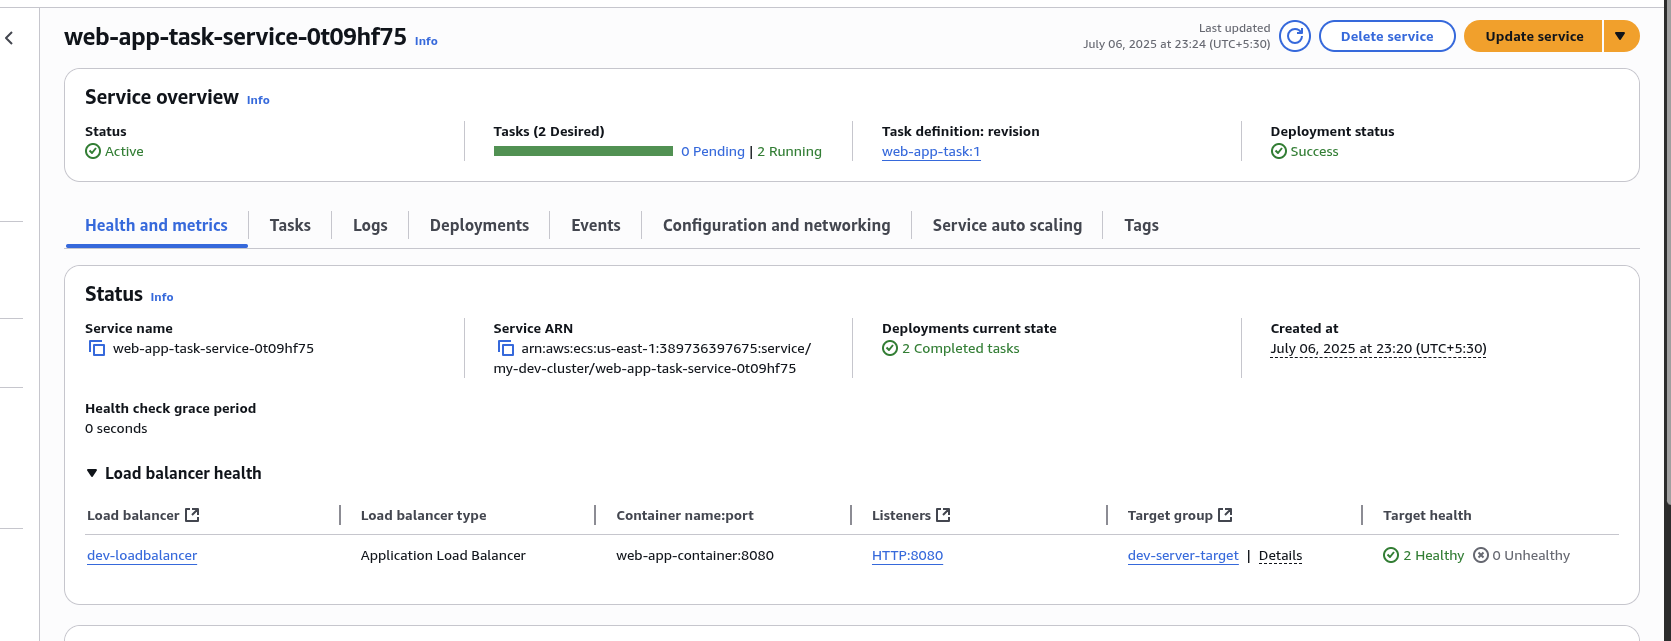 web-app-task-service-0t09hf75 Info
Last updated
July 06, 2025 at 23:24 (UTC+5:30)
Delete service
Update service
Service overview Info
Status
Active
Tasks (2 Desired)
0 Pending | 2 Running
Task definition: revision
web-app-task:1
Deployment status
Success
Health and metrics
Tasks
Logs
Deployments
Events
Configuration and networking
Service auto scaling
Tags
Status Info
Service name
web-app-task-service-0t09hf75
Service ARN
arn:aws:ecs:us-east-1:389736397675:service/
my-dev-cluster/web-app-task-service-0t09hf75
Deployments current state
2 Completed tasks
Created at
July 06, 2025 at 23:20 (UTC+5:30)
Health check grace period
0 seconds
Load balancer health
Load balancer
Load balancer type
Container name:port
Listeners
Target group
Target health
dev-loadbalancer
Application Load Balancer
web-app-container:8080
HTTP:8080
dev-server-target | Details
2 Healthy
0 Unhealthy